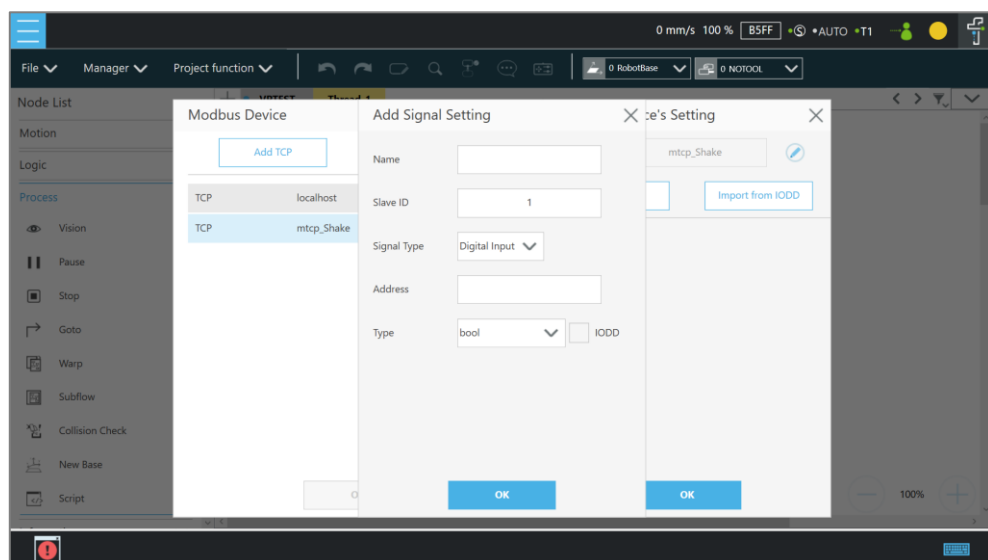 0 mm/s 100 % B5FF •Ⓢ •AUTO •T1
File Manager Project function 0 RobotBase 0 NOTOOL
Node List
Motion
Logic
Process
Vision
Pause
Stop
Goto
Warp
Subflow
Collision Check
New Base
Script
VPTEST Thread_1
Modbus Device
Add TCP
TCP localhost
TCP mtcp_Shake
Add Signal Setting
Name
Slave ID 1
Signal Type Digital Input
Address
Type bool IODD
OK
ce's Setting
mtcp_Shake
Import from IODD
OK
100%